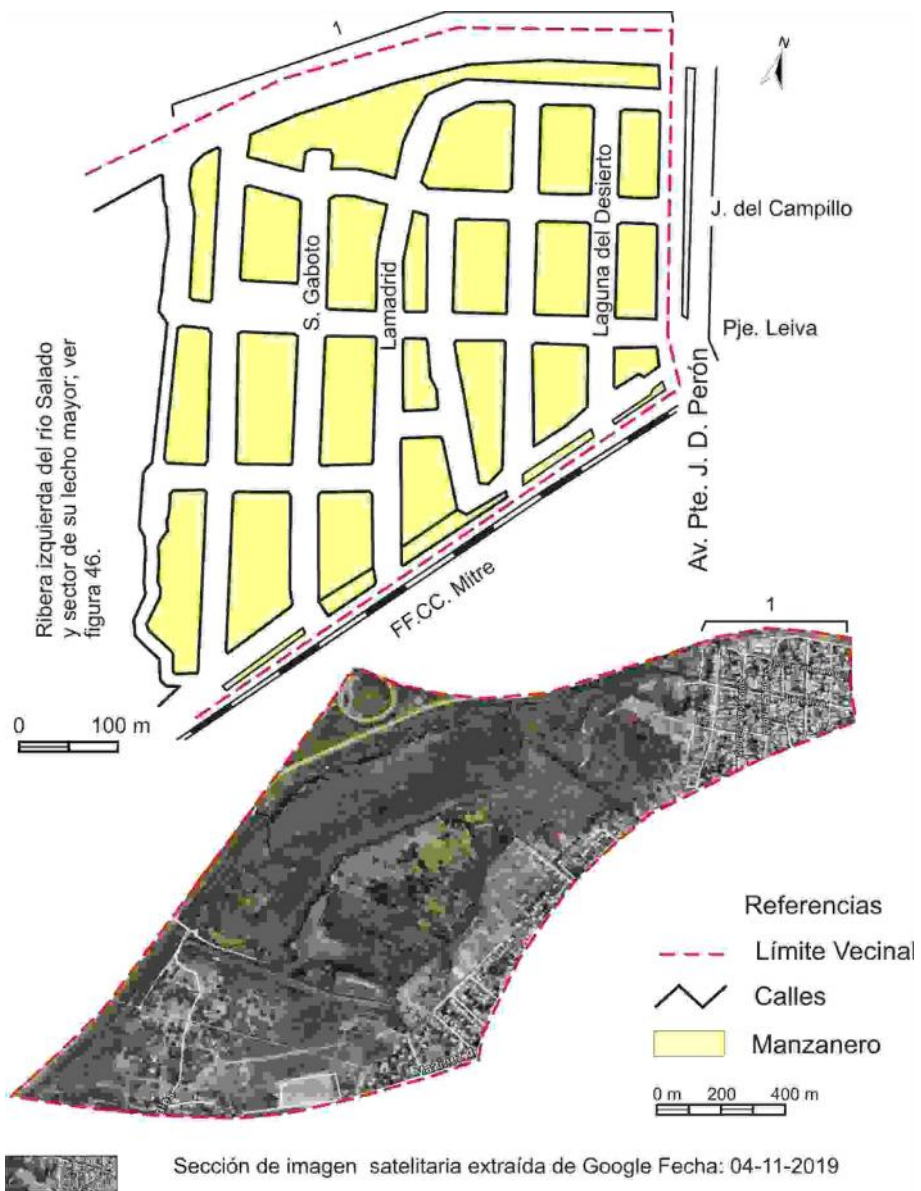 1
N
J. del Campillo
S. Gaboto
Lamadrid
Laguna del Desierto
Pje. Leiva
Av. Pte. J. D. Perón
Ribera izquierda del río Salado
y sector de su lecho mayor; ver
figura 46.
FF.CC. Mitre
0 100 m
1
Referencias
Límite Vecinal
Calles
Manzanero
0 m 200 400 m
Sección de imagen satelitaria extraída de Google Fecha: 04-11-2019